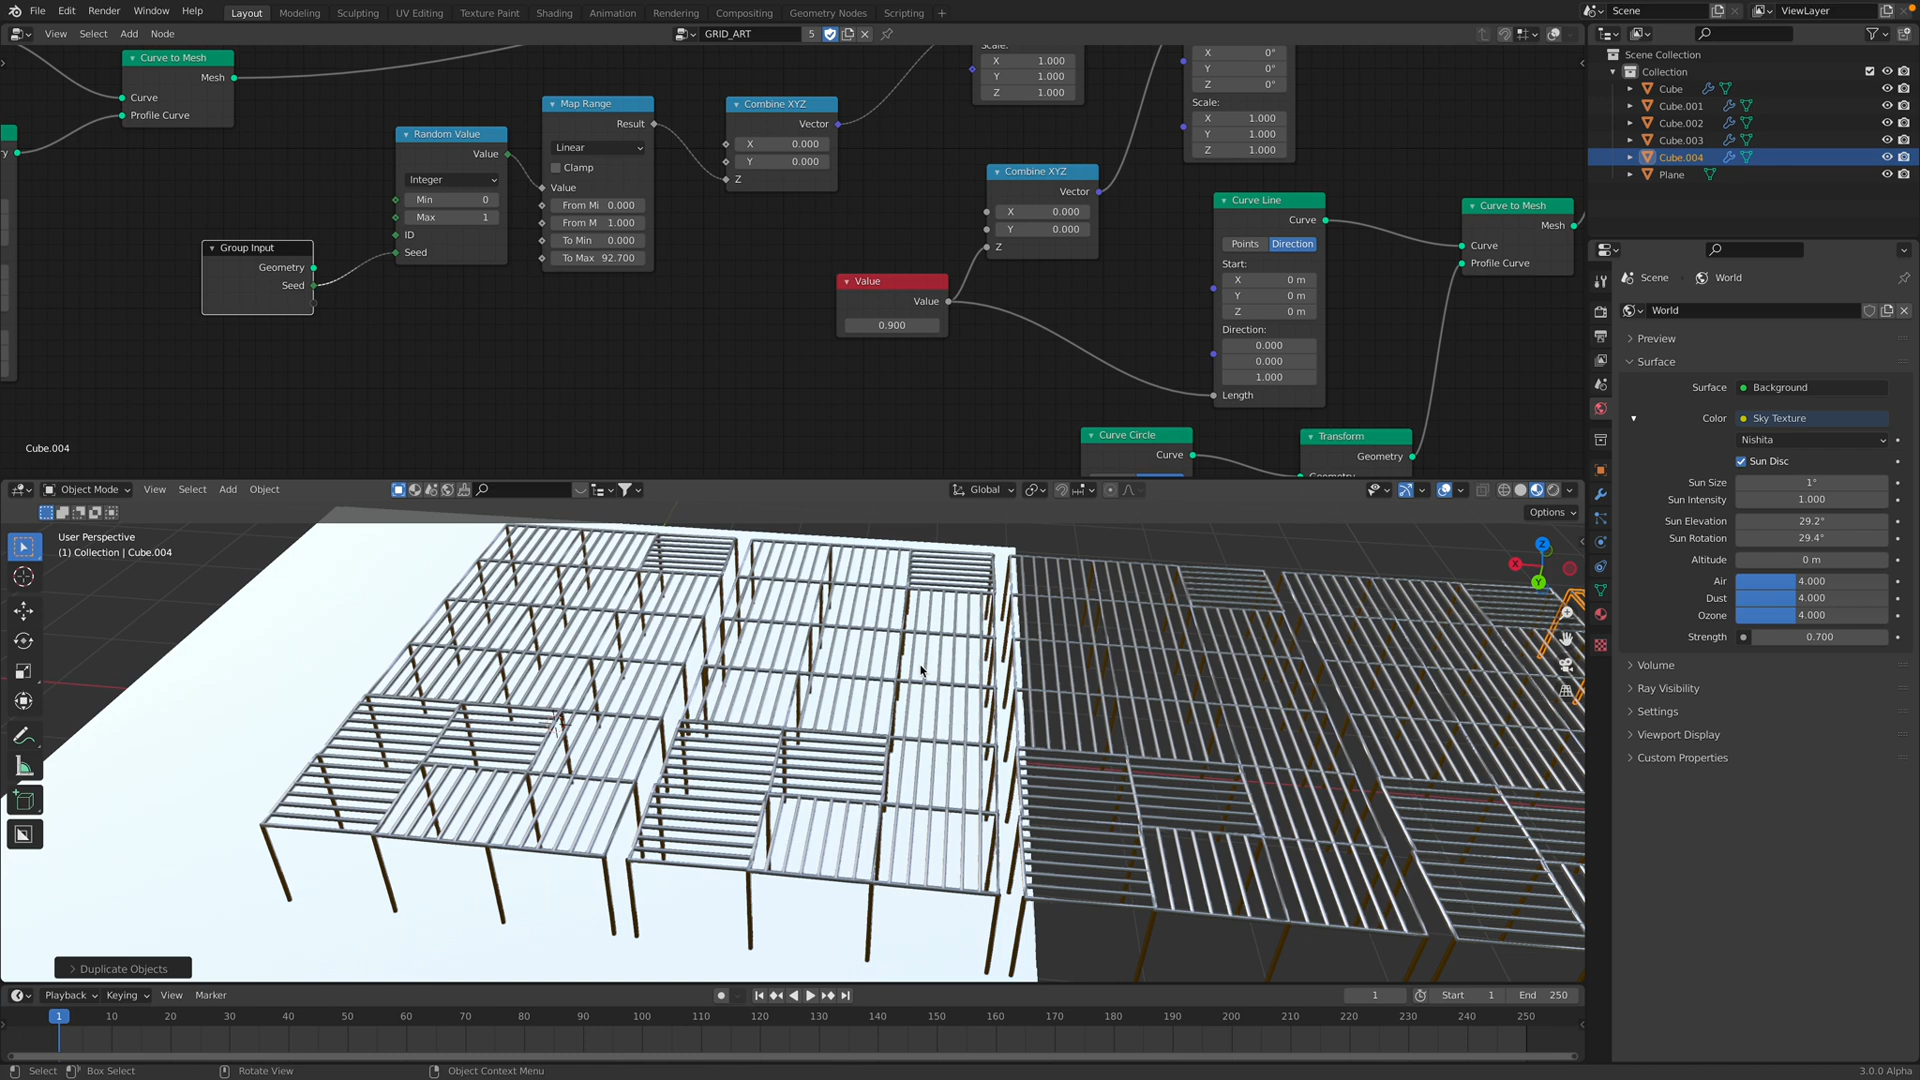 File Edit Render Window Help Layout Modeling Sculpting UV Editing Texture Paint Shading Animation Rendering Compositing Geometry Nodes Scripting + Scene ViewLayer
View Select Add Node GRID_ART 5
Scene Collection
Collection
Cube
Cube.001
Cube.002
Cube.003
Cube.004
Plane
Curve to Mesh
Mesh
Curve
Profile Curve
Group Input
Geometry
Seed
Random Value
Value
Integer
Min 0
Max 1
ID
Seed
Map Range
Result
Linear
Clamp
Value
From Mi 0.000
From M 1.000
To Min 0.000
To Max 92.700
Combine XYZ
Vector
X 0.000
Y 0.000
Z
Scale:
X 1.000
Y 1.000
Z 1.000
Value
Value
0.900
Combine XYZ
Vector
X 0.000
Y 0.000
Z
X 0°
Y 0°
Z 0°
Scale:
X 1.000
Y 1.000
Z 1.000
Curve Line
Curve
Points Direction
Start:
X 0 m
Y 0 m
Z 0 m
Direction:
0.000
0.000
1.000
Length
Curve to Mesh
Mesh
Curve
Profile Curve
Curve Circle
Curve
Transform
Geometry
Cube.004
Object Mode View Select Add Object Global
Options
User Perspective
(1) Collection | Cube.004
Z
X
Y
Duplicate Objects
Scene World
World
Preview
Surface
Surface Background
Color Sky Texture
Nishita
Sun Disc
Sun Size 1°
Sun Intensity 1.000
Sun Elevation 29.2°
Sun Rotation 29.4°
Altitude 0 m
Air 4.000
Dust 4.000
Ozone 4.000
Strength 0.700
Volume
Ray Visibility
Settings
Viewport Display
Custom Properties
Playback Keying View Marker 1 Start 1 End 250
1 10 20 30 40 50 60 70 80 90 100 110 120 130 140 150 160 170 180 190 200 210 220 230 240 250
Select Box Select Rotate View Object Context Menu 3.0.0 Alpha